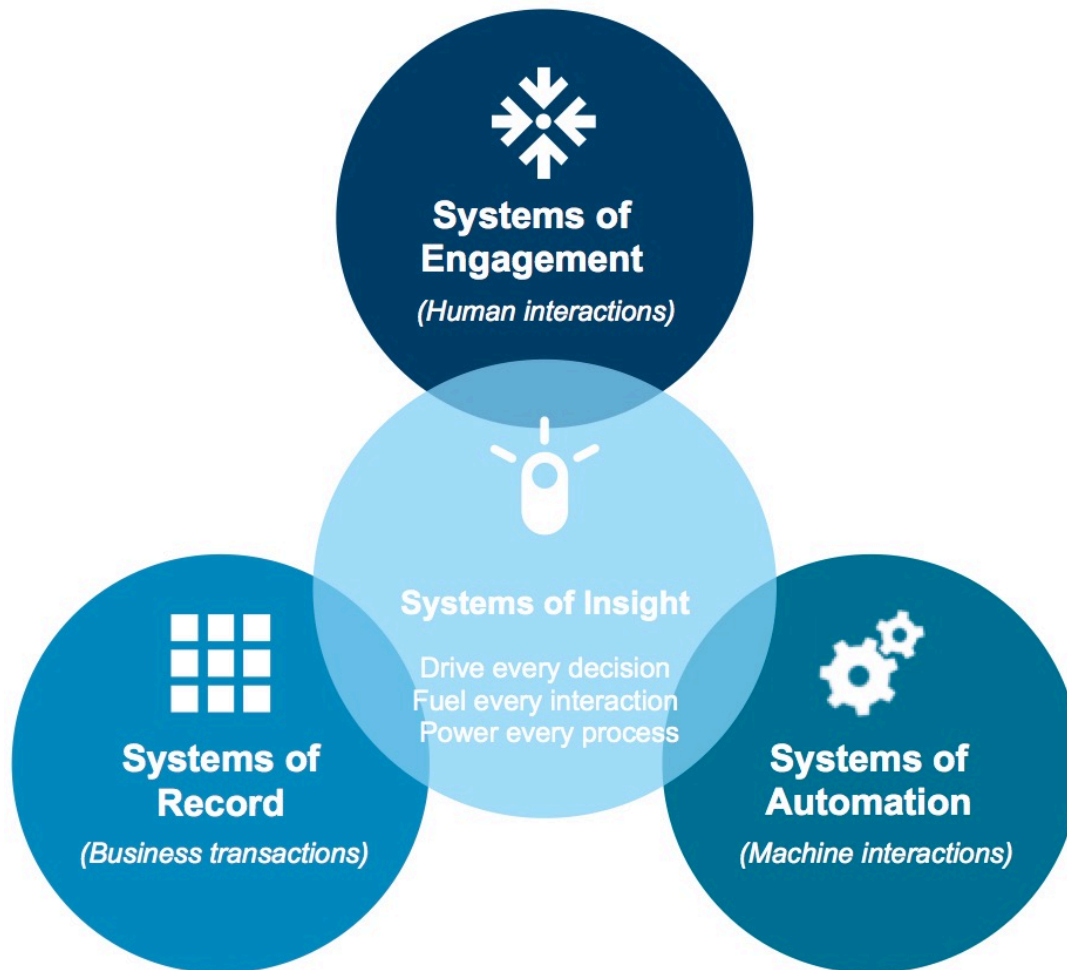 Systems of
Engagement
(Human interactions)
Systems of Insight
Drive every decision
Fuel every interaction
Power every process
Systems of
Record
(Business transactions)
Systems of
Automation
(Machine interactions)